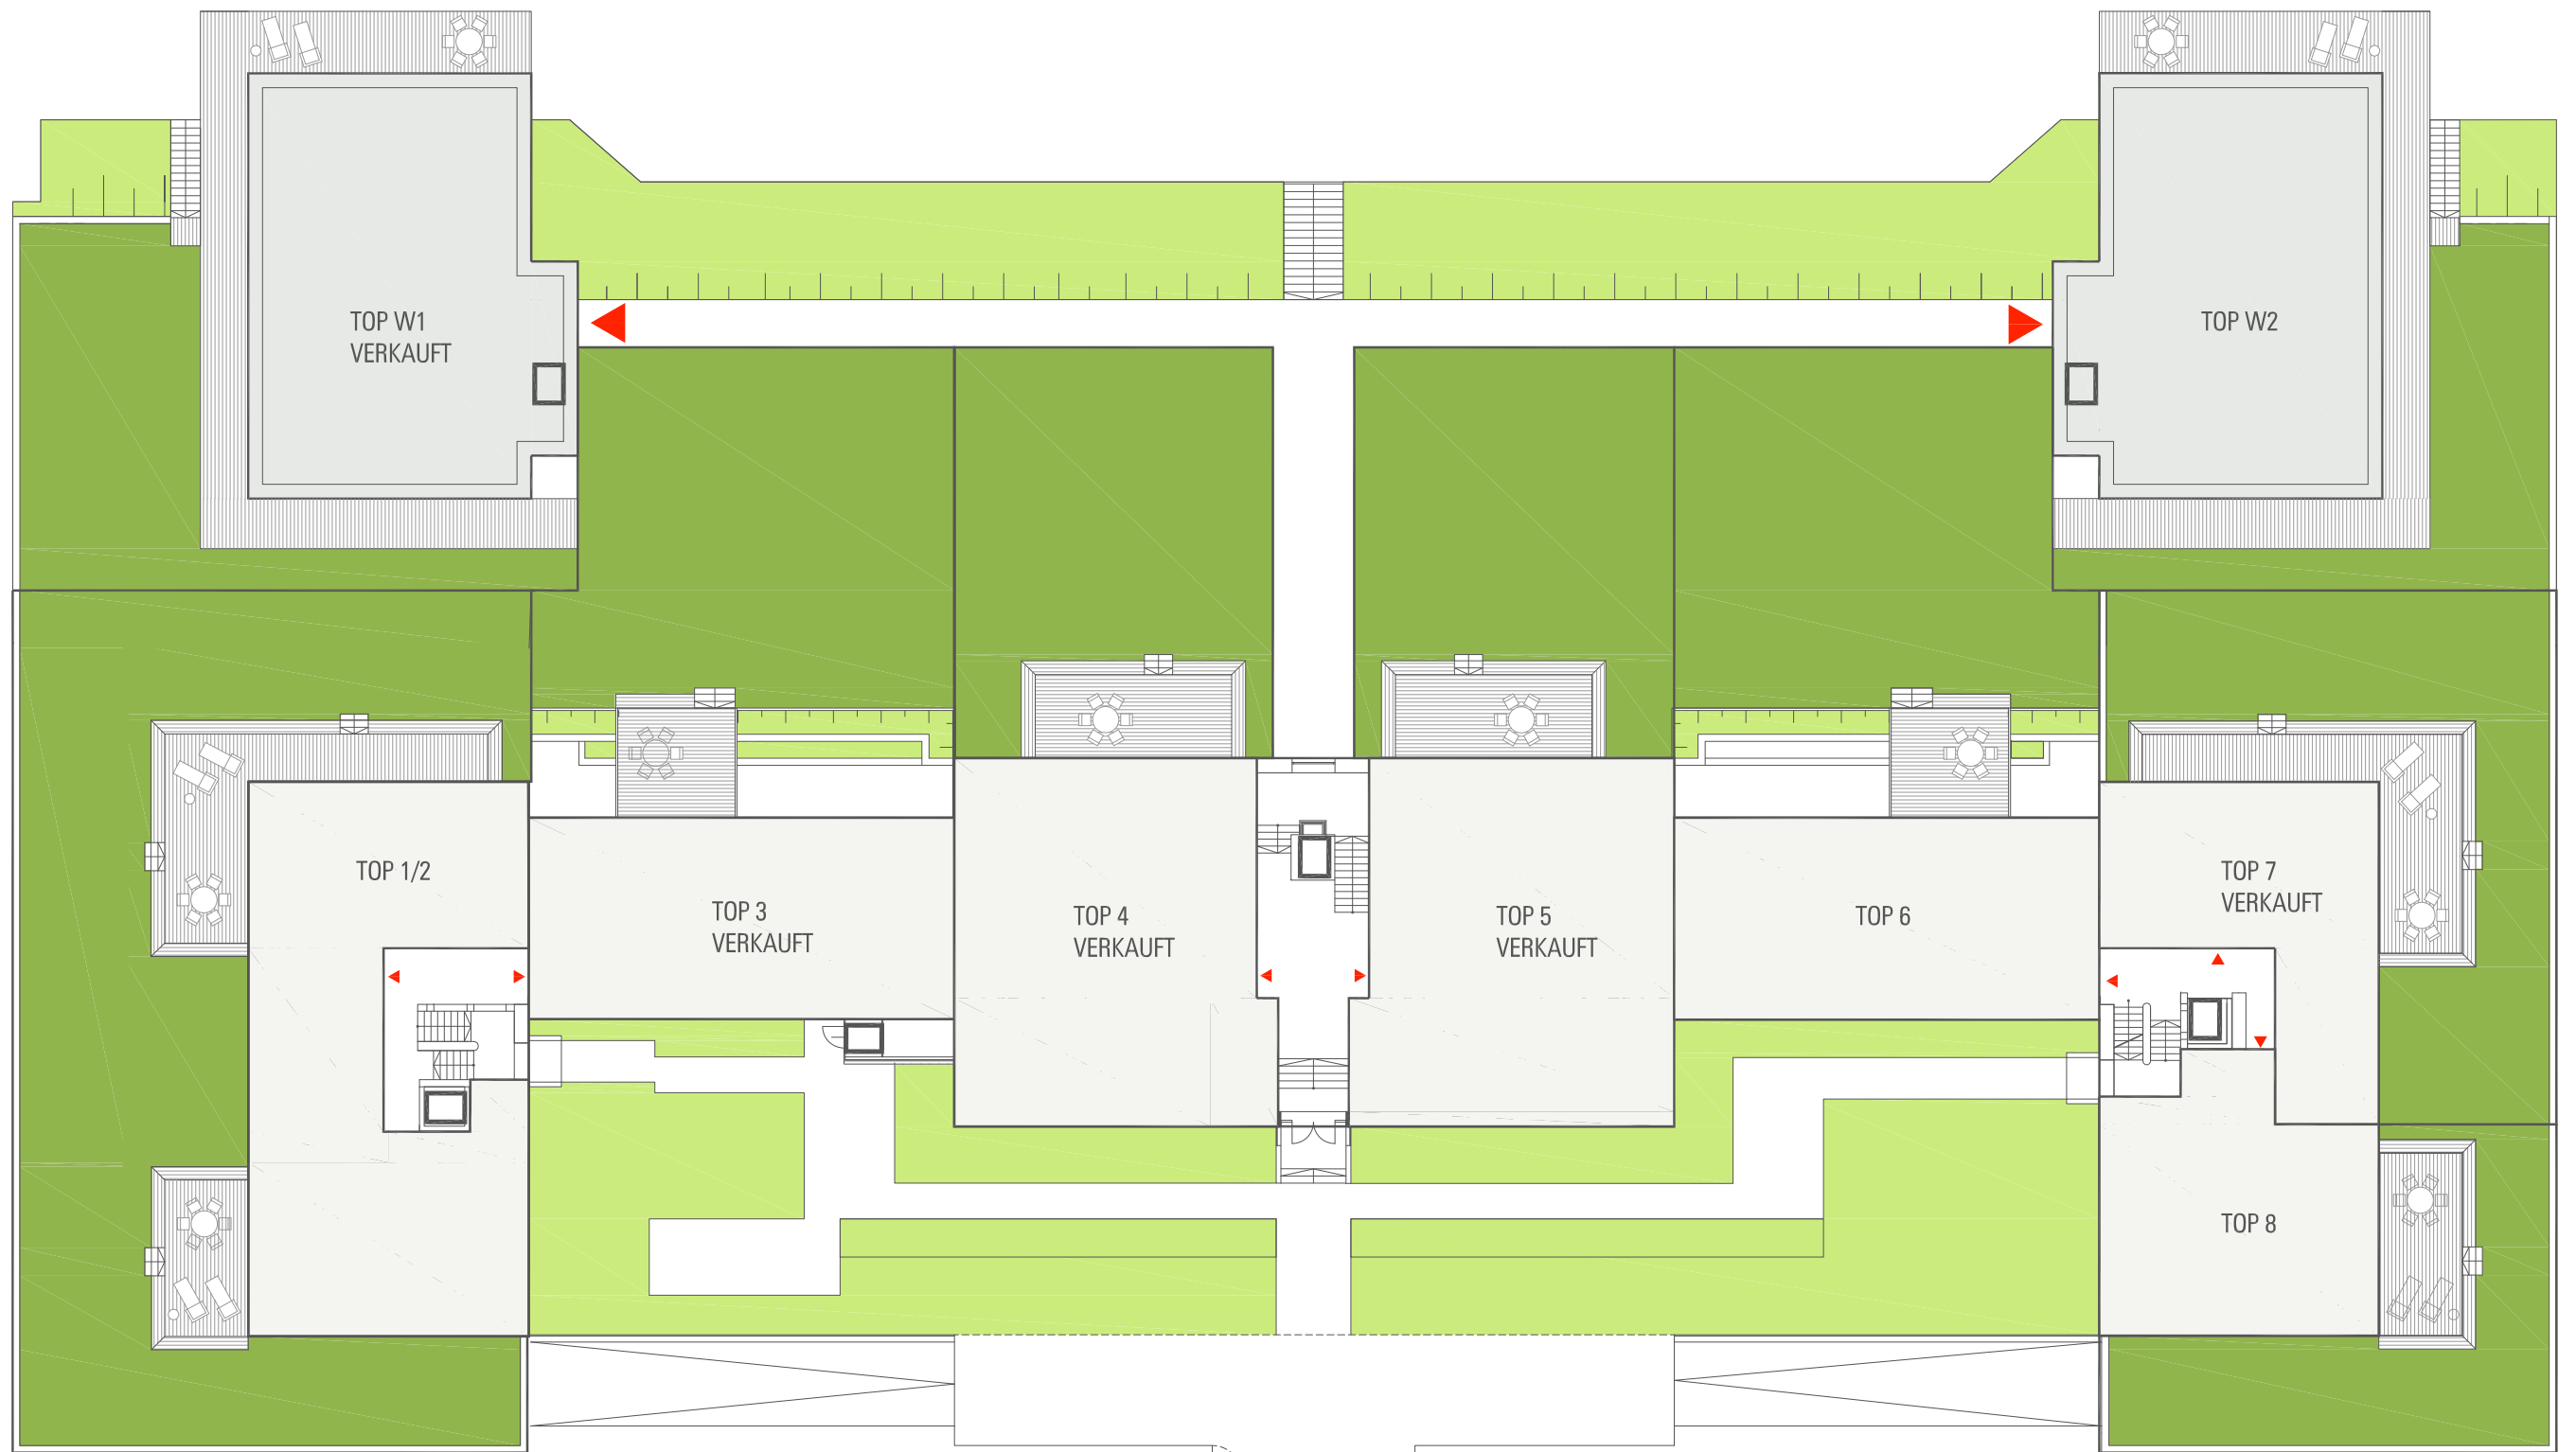 TOP W1
VERKAUFT
TOP W2
TOP 1/2
TOP 3
VERKAUFT
TOP 4
VERKAUFT
TOP 5
VERKAUFT
TOP 6
TOP 7
VERKAUFT
TOP 8